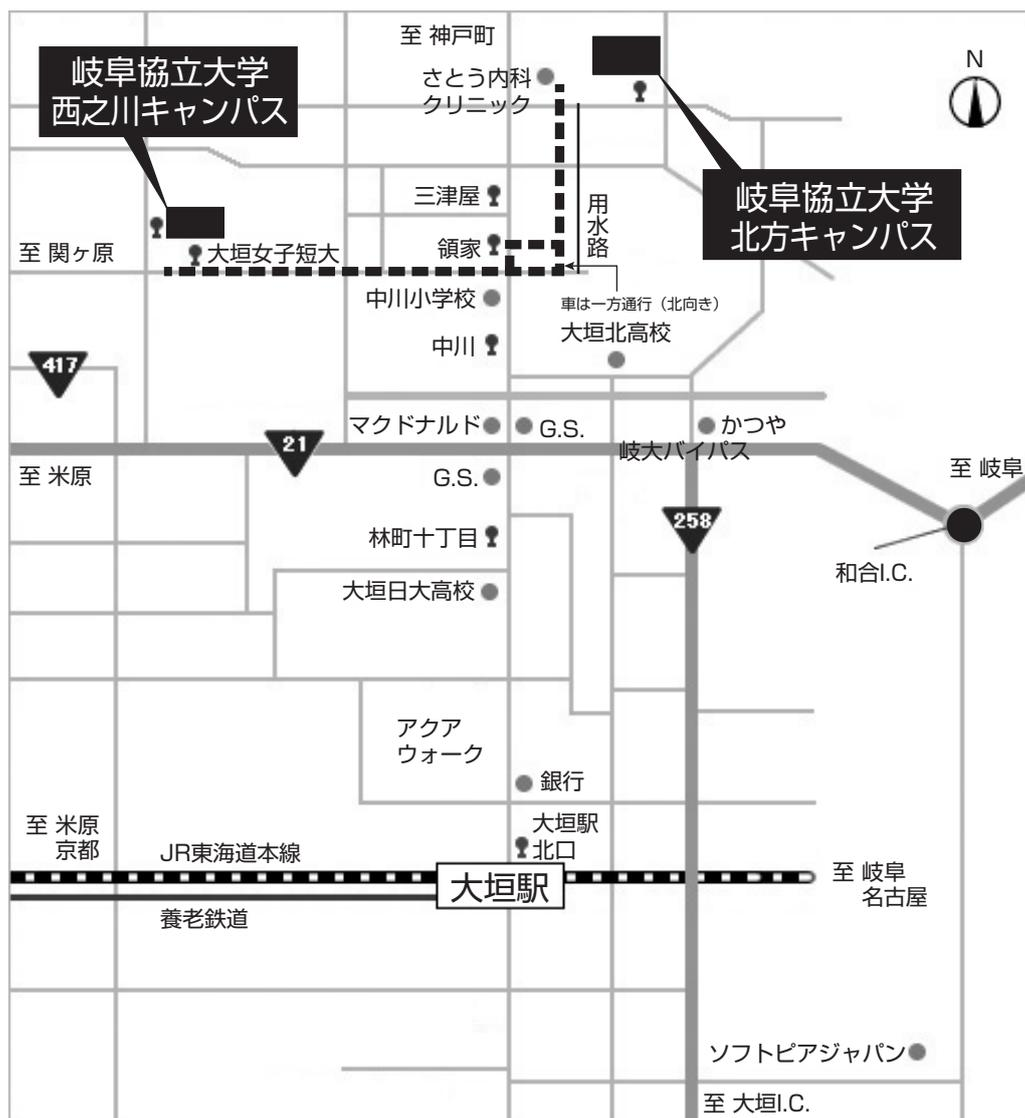 至 神戸町
N
岐阜協立大学
西之川キャンパス
さとう内科
クリニック
岐阜協立大学
北方キャンパス
三津屋
用水路
至 関ヶ原
大垣女子短大
領家
中川小学校
車は一方通行（北向き）
大垣北高校
中川
417
マクドナルド
G.S.
かつや
21
岐大バイパス
至 米原
G.S.
至 岐阜
258
林町十丁目
和合I.C.
大垣日大高校
アクア
ウォーク
銀行
至 米原
京都
大垣駅
北口
JR東海道本線
大垣駅
至 岐阜
名古屋
養老鉄道
ソフトピアジャパン
至 大垣I.C.